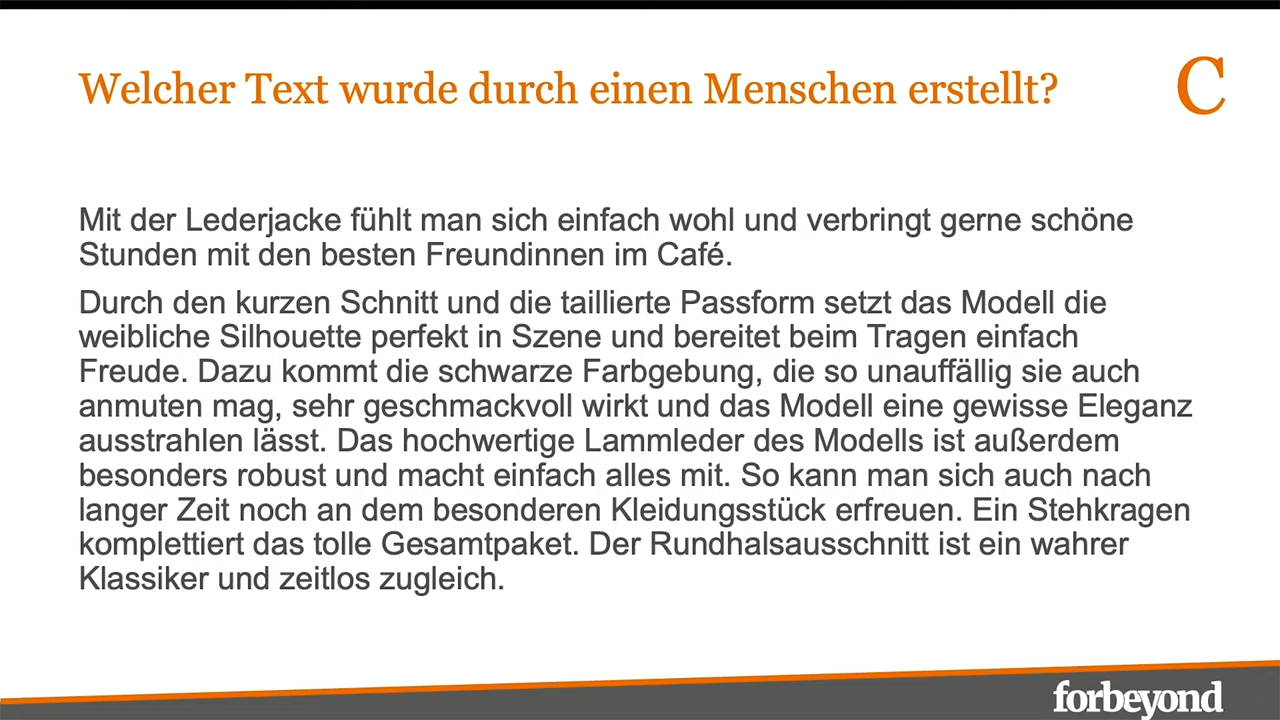 Welcher Text wurde durch einen Menschen erstellt?
C
Mit der Lederjacke fühlt man sich einfach wohl und verbringt gerne schöne
Stunden mit den besten Freundinnen im Café.
Durch den kurzen Schnitt und die taillierte Passform setzt das Modell die
weibliche Silhouette perfekt in Szene und bereitet beim Tragen einfach
Freude. Dazu kommt die schwarze Farbgebung, die so unauffällig sie auch
anmuten mag, sehr geschmackvoll wirkt und das Modell eine gewisse Eleganz
ausstrahlen lässt. Das hochwertige Lammleder des Modells ist außerdem
besonders robust und macht einfach alles mit. So kann man sich auch nach
langer Zeit noch an dem besonderen Kleidungsstück erfreuen. Ein Stehkragen
komplettiert das tolle Gesamtpaket. Der Rundhalsausschnitt ist ein wahrer
Klassiker und zeitlos zugleich.
forbeyond